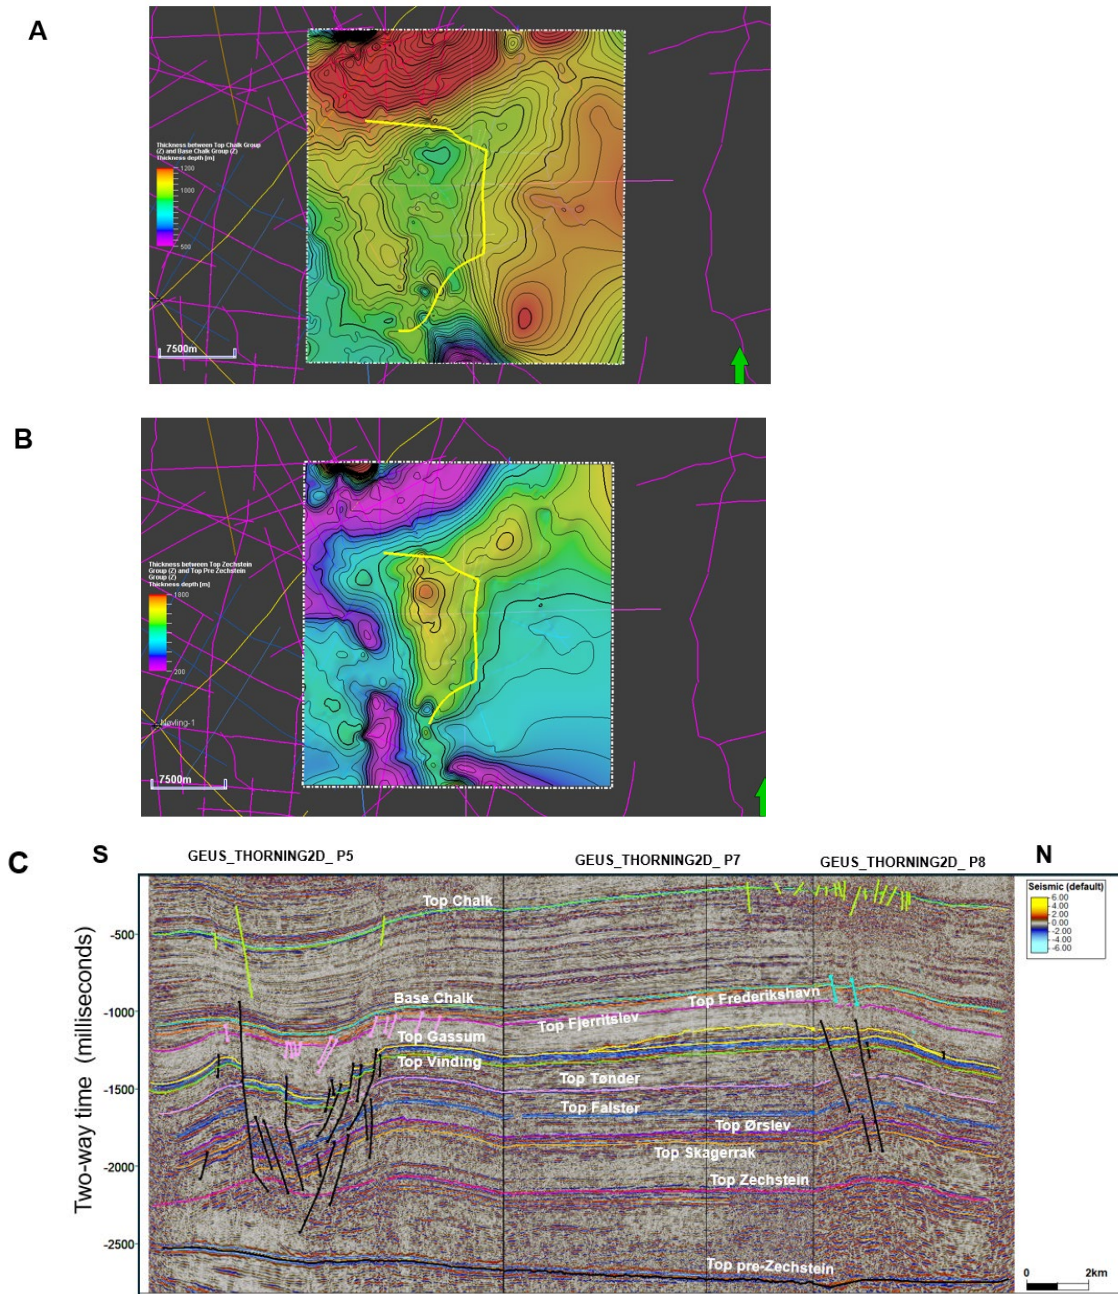 A
Thickness between Top Chalk Group
(Z) and Base Chalk Group (Z)
Thickness depth [m]
1200
1000
500
7500m
B
Thickness between Top Zechstein
Group (Z) and Top Pre Zechstein
Group (Z)
Thickness depth [m]
1800
200
Nøvling-1
7500m
C
S
GEUS_THORNING2D_P5
GEUS_THORNING2D_ P7
GEUS_THORNING2D_ P8
N
Two-way time (milliseconds)
-500
-1000
-1500
-2000
-2500
Top Chalk
Base Chalk
Top Frederikshavn
Top Fjerritslev
Top Gassum
Top Vinding
Top Tønder
Top Falster
Top Ørslev
Top Skagerrak
Top Zechstein
Top pre-Zechstein
Seismic (default)
6.00
4.00
2.00
0.00
-2.00
-4.00
-6.00
0 2km